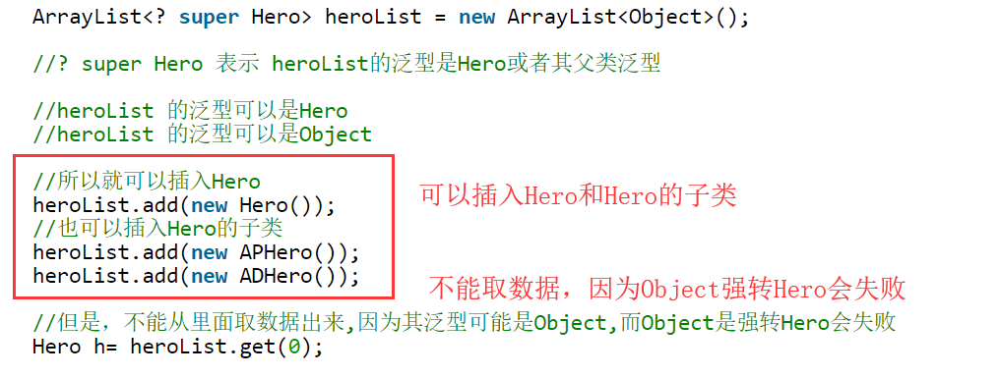 ArrayList<? super Hero> heroList = new ArrayList<Object>();
//? super Hero 表示 heroList的泛型是Hero或者其父类泛型
//heroList 的泛型可以是Hero
//heroList 的泛型可以是Object
//所以就可以插入Hero
heroList.add(new Hero());
//也可以插入Hero的子类
heroList.add(new APHero());
heroList.add(new ADHero());
可以插入Hero和Hero的子类
不能取数据，因为Object强转Hero会失败
//但是，不能从里面取数据出来,因为其泛型可能是Object,而Object是强转Hero会失败
Hero h= heroList.get(0);